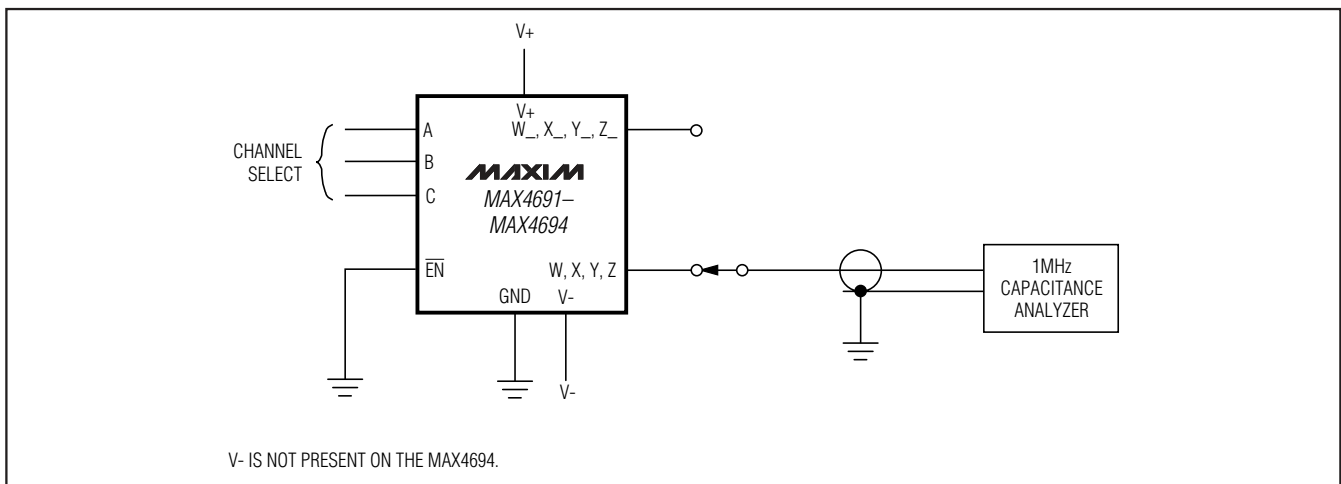 V+
V+
A
W_, X_, Y_, Z_
CHANNEL
SELECT
B
MAXIM
C
MAX4691–
MAX4694
EN
W, X, Y, Z
1MHz
CAPACITANCE
ANALYZER
GND
V-
V-
V- IS NOT PRESENT ON THE MAX4694.